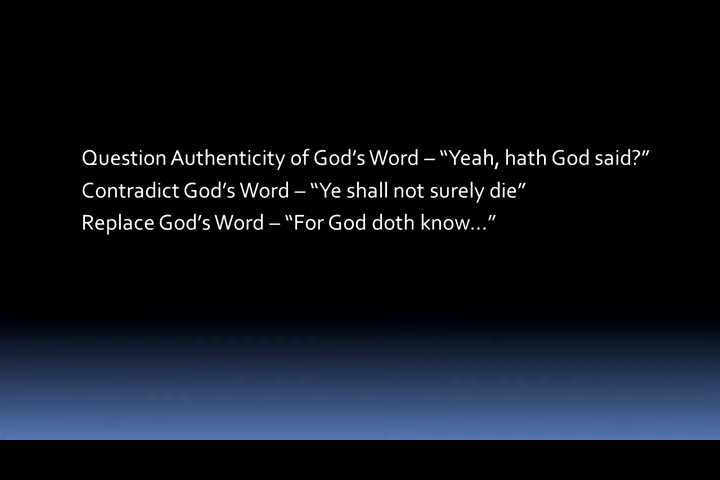 Question Authenticity of God’s Word – “Yeah, hath God said?”
Contradict God’s Word – “Ye shall not surely die”
Replace God’s Word – “For God doth know…”